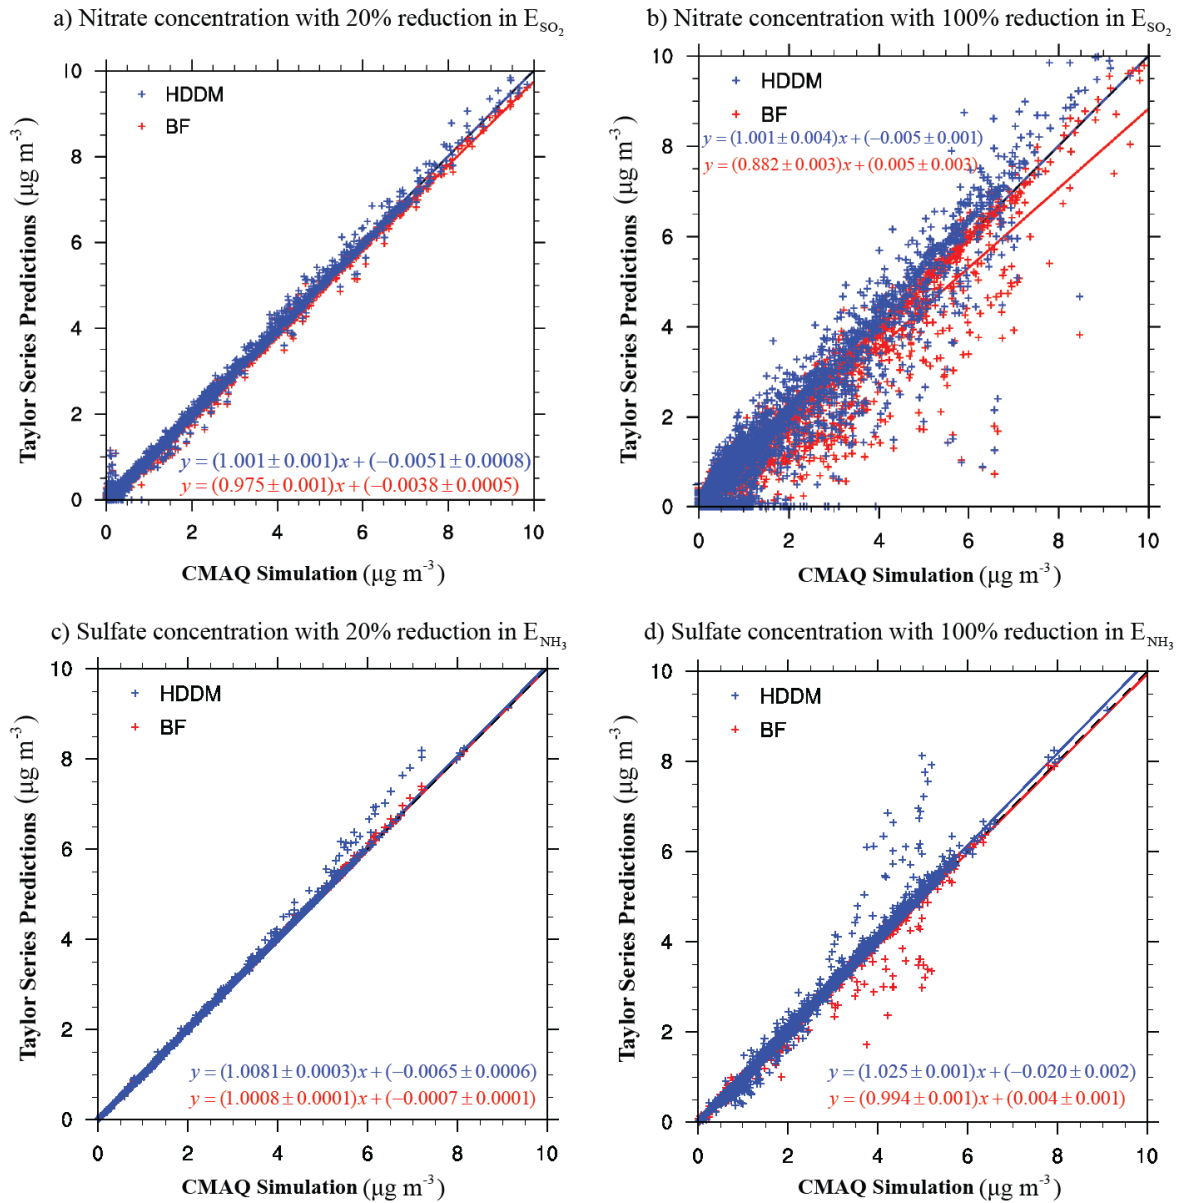 a) Nitrate concentration with 20% reduction in E_SO₂
10
8
6
4
2
0
0 2 4 6 8 10
HDDM
BF
y = (1.001 ± 0.001)x + (−0.0051 ± 0.0008)
y = (0.975 ± 0.001)x + (−0.0038 ± 0.0005)
Taylor Series Predictions (μg m⁻³)
CMAQ Simulation (μg m⁻³)
b) Nitrate concentration with 100% reduction in E_SO₂
10
8
6
4
2
0
0 2 4 6 8 10
HDDM
BF
y = (1.001 ± 0.004)x + (−0.005 ± 0.001)
y = (0.882 ± 0.003)x + (0.005 ± 0.003)
Taylor Series Predictions (μg m⁻³)
CMAQ Simulation (μg m⁻³)
c) Sulfate concentration with 20% reduction in E_NH₃
10
8
6
4
2
0
0 2 4 6 8 10
HDDM
BF
y = (1.0081 ± 0.0003)x + (−0.0065 ± 0.0006)
y = (1.0008 ± 0.0001)x + (−0.0007 ± 0.0001)
Taylor Series Predictions (μg m⁻³)
CMAQ Simulation (μg m⁻³)
d) Sulfate concentration with 100% reduction in E_NH₃
10
8
6
4
2
0
0 2 4 6 8 10
HDDM
BF
y = (1.025 ± 0.001)x + (−0.020 ± 0.002)
y = (0.994 ± 0.001)x + (0.004 ± 0.001)
Taylor Series Predictions (μg m⁻³)
CMAQ Simulation (μg m⁻³)